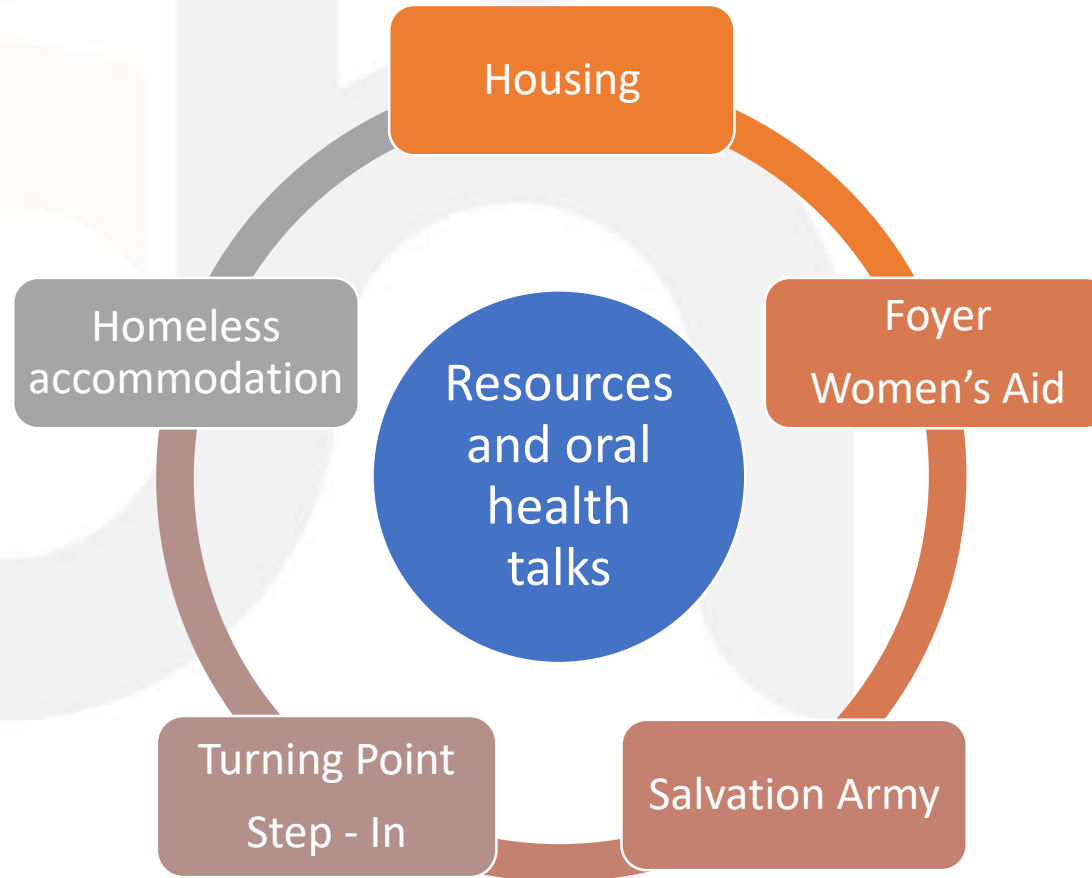 Housing
Foyer
Women's Aid
Salvation Army
Turning Point
Step - In
Homeless
accommodation
Resources
and oral
health
talks